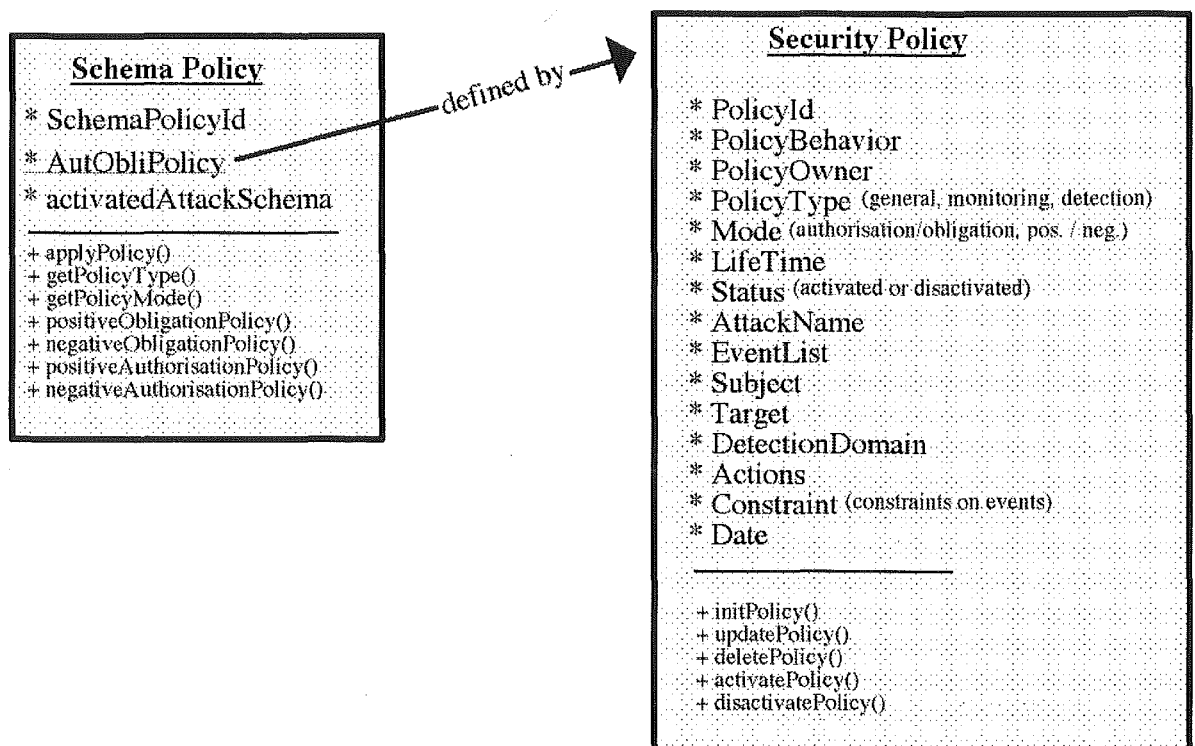 Schema Policy
* SchemaPolicyId
* AutObliPolicy
* activatedAttackSchema
+ applyPolicy()
+ getPolicyType()
+ getPolicyMode()
+ positiveObligationPolicy()
+ negativeObligationPolicy()
+ positiveAuthorisationPolicy()
+ negativeAuthorisationPolicy()
defined by
Security Policy
* PolicyId
* PolicyBehavior
* PolicyOwner
* PolicyType (general, monitoring, detection)
* Mode (authorisation/obligation, pos. / neg.)
* LifeTime
* Status (activated or disactivated)
* AttackName
* EventList
* Subject
* Target
* DetectionDomain
* Actions
* Constraint (constraints on events)
* Date
+ initPolicy()
+ updatePolicy()
+ deletePolicy()
+ activatePolicy()
+ disactivatePolicy()